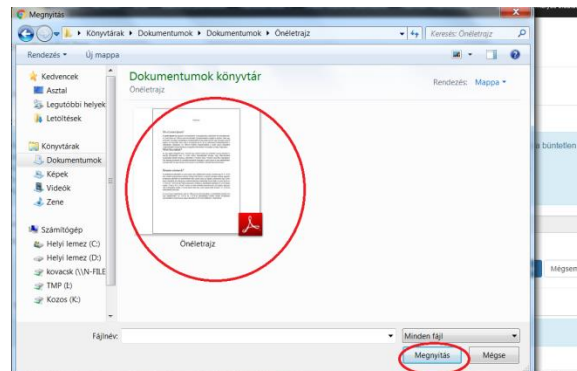 Megnyitás
Könyvtárak ▸ Dokumentumok ▸ Dokumentumok ▸ Önéletrajz
Keresés: Önéletrajz
Rendezés
Új mappa
Kedvencek
Asztal
Legutóbbi helyek
Letöltések
Könyvtárak
Dokumentumok
Képek
Videók
Zene
Számítógép
Helyi lemez (C:)
Helyi lemez (D:)
kovacsk (\\N-FILE
TMP (I:)
Kozos (K:)
Dokumentumok könyvtár
Önéletrajz
Rendezés: Mappa
Önéletrajz
Fájlnév:
Minden fájl
Megnyitás
Mégse
a büntetlen
Mégsem